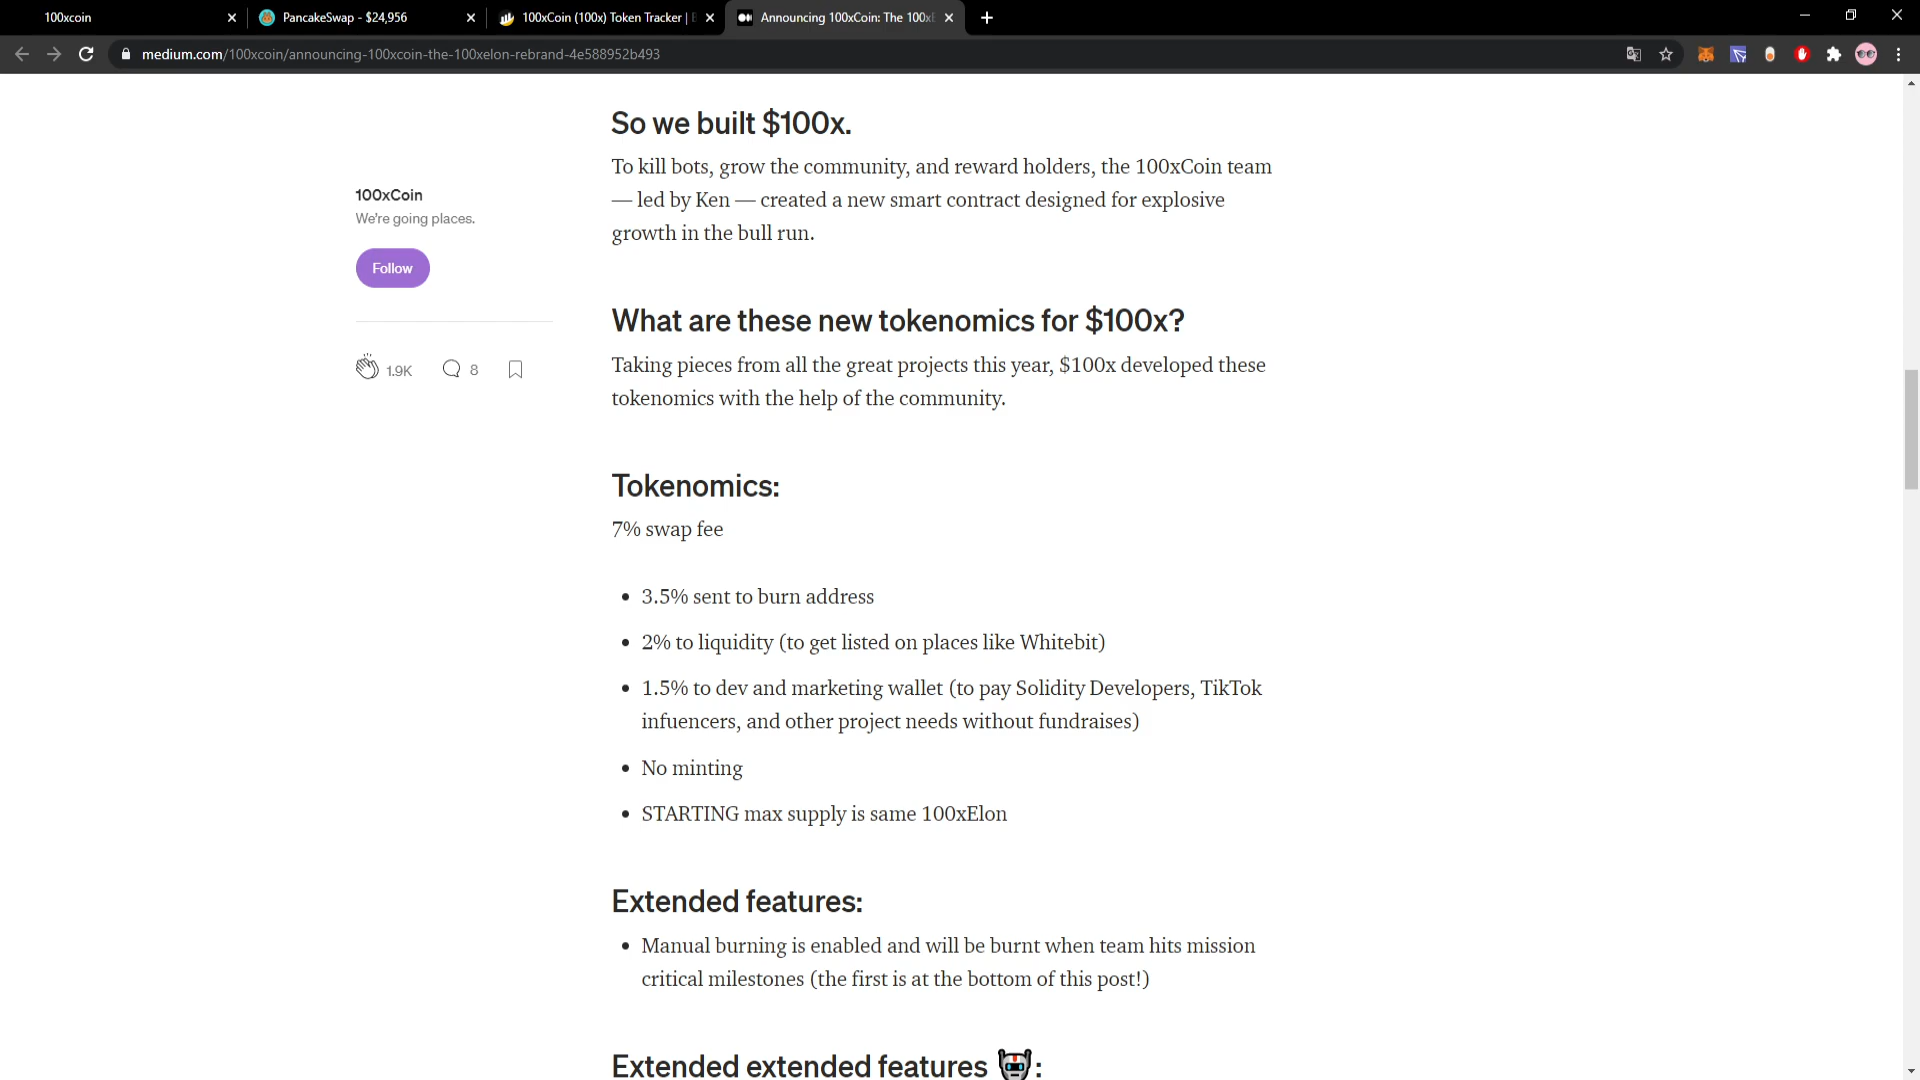 100xcoin
PancakeSwap - $24,956
100xCoin (100x) Token Tracker |
Announcing 100xCoin: The 100x
medium.com/100xcoin/announcing-100xcoin-the-100xelon-rebrand-4e588952b493
So we built $100x.
To kill bots, grow the community, and reward holders, the 100xCoin team
— led by Ken — created a new smart contract designed for explosive
growth in the bull run.
100xCoin
We're going places.
Follow
1.9K
8
What are these new tokenomics for $100x?
Taking pieces from all the great projects this year, $100x developed these
tokenomics with the help of the community.
Tokenomics:
7% swap fee
• 3.5% sent to burn address
• 2% to liquidity (to get listed on places like Whitebit)
• 1.5% to dev and marketing wallet (to pay Solidity Developers, TikTok
infuencers, and other project needs without fundraises)
• No minting
• STARTING max supply is same 100xElon
Extended features:
• Manual burning is enabled and will be burnt when team hits mission
critical milestones (the first is at the bottom of this post!)
Extended extended features 🤖: